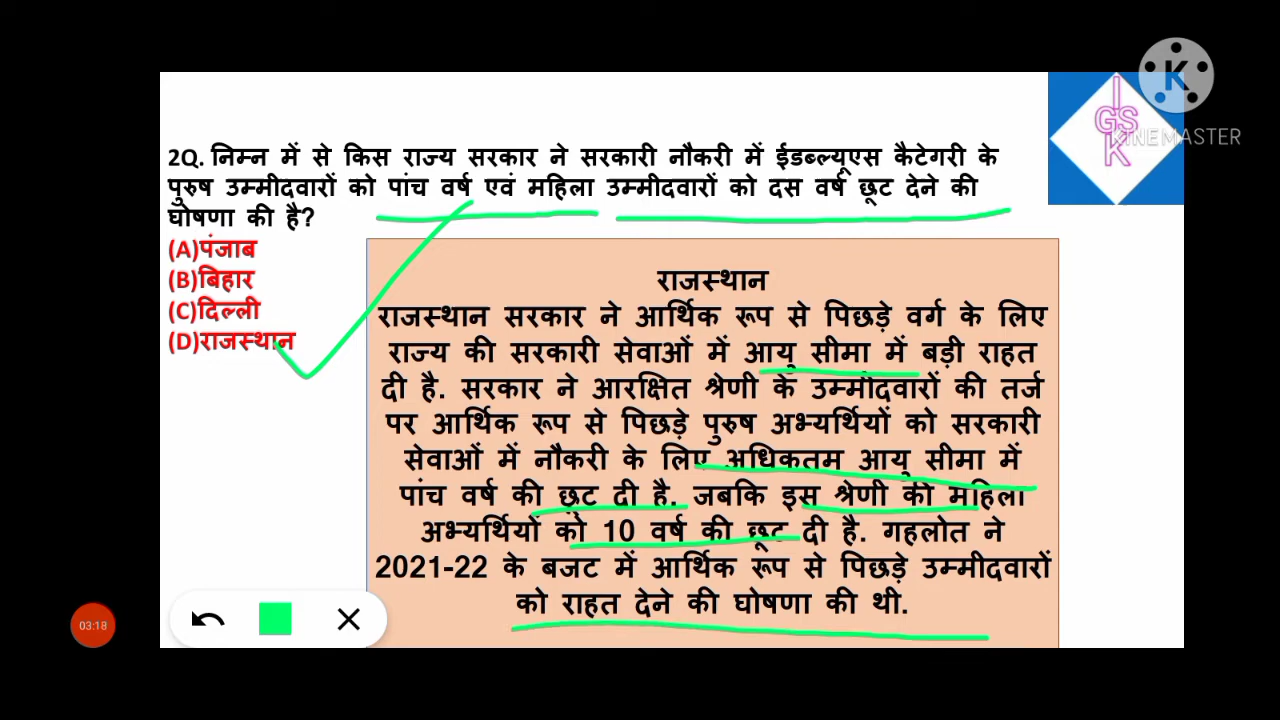 I
GS
K
K
KINEMASTER
2Q. निम्न में से किस राज्य सरकार ने सरकारी नौकरी में ईडब्ल्यूएस कैटेगरी के
पुरुष उम्मीदवारों को पांच वर्ष एवं महिला उम्मीदवारों को दस वर्ष छूट देने की
घोषणा की है?
(A)पंजाब
(B)बिहार
(C)दिल्ली
(D)राजस्थान
राजस्थान
राजस्थान सरकार ने आर्थिक रूप से पिछड़े वर्ग के लिए
राज्य की सरकारी सेवाओं में आयु सीमा में बड़ी राहत
दी है. सरकार ने आरक्षित श्रेणी के उम्मीदवारों की तर्ज
पर आर्थिक रूप से पिछड़े पुरुष अभ्यर्थियों को सरकारी
सेवाओं में नौकरी के लिए अधिकतम आयु सीमा में
पांच वर्ष की छूट दी है. जबकि इस श्रेणी की महिला
अभ्यर्थियों को 10 वर्ष की छूट दी है. गहलोत ने
2021-22 के बजट में आर्थिक रूप से पिछड़े उम्मीदवारों
को राहत देने की घोषणा की थी.
03:18